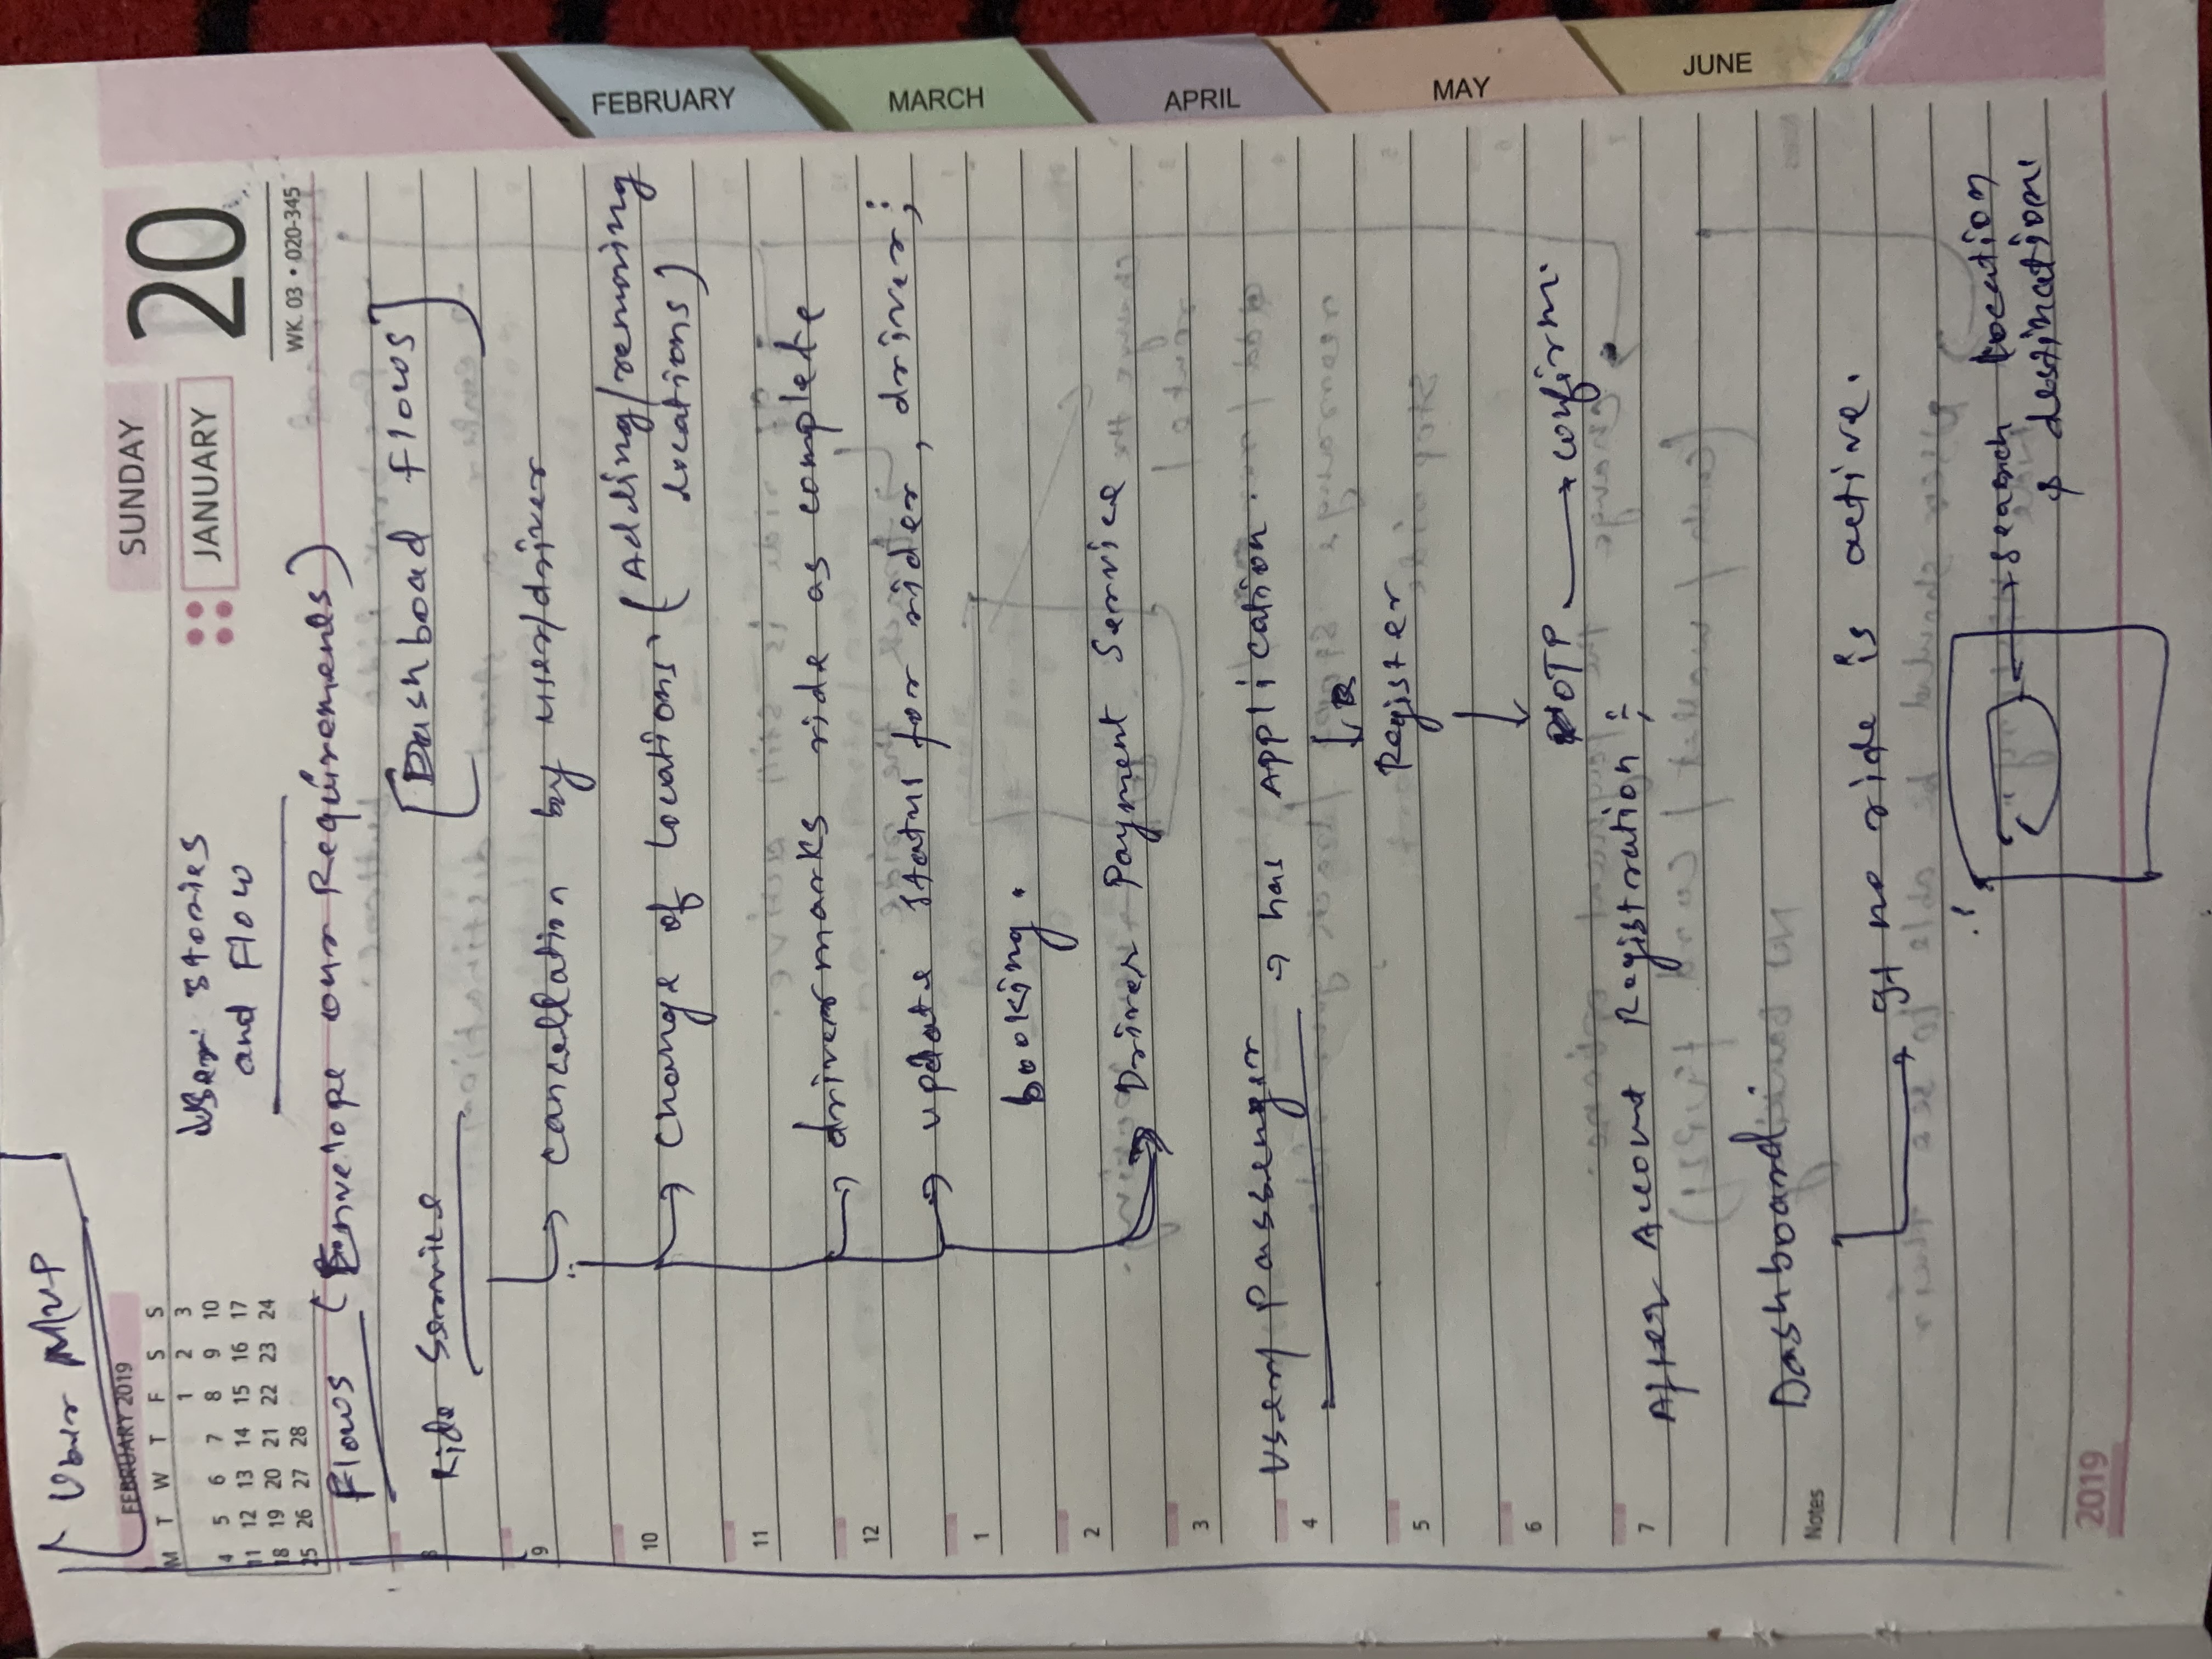 Uber MVP
FEBRUARY 2019
M T W T F S S
1 2 3
4 5 6 7 8 9 10
11 12 13 14 15 16 17
18 19 20 21 22 23 24
25 26 27 28
User stories
and Flow
SUNDAY
JANUARY
20
WK. 03 • 020-345
Flows (Envelope our Requirements)
8
[Dashboad flows]
Ride Service
9
→ cancellation by user/driver
10
→ change of locations (Adding/removing
locations)
11
→ driver marks ride as complete
12
→ update status for rider, driver,
1
booking.
2
→ Driver Payment Service
3
User/Passenger → has Application.
4
5
Register
6
OTP → confirm.
After Account Registration :-
7
Dashboard
Notes
→ If no ride is active.
→ search location
& destination
2019
FEBRUARY
MARCH
APRIL
MAY
JUNE